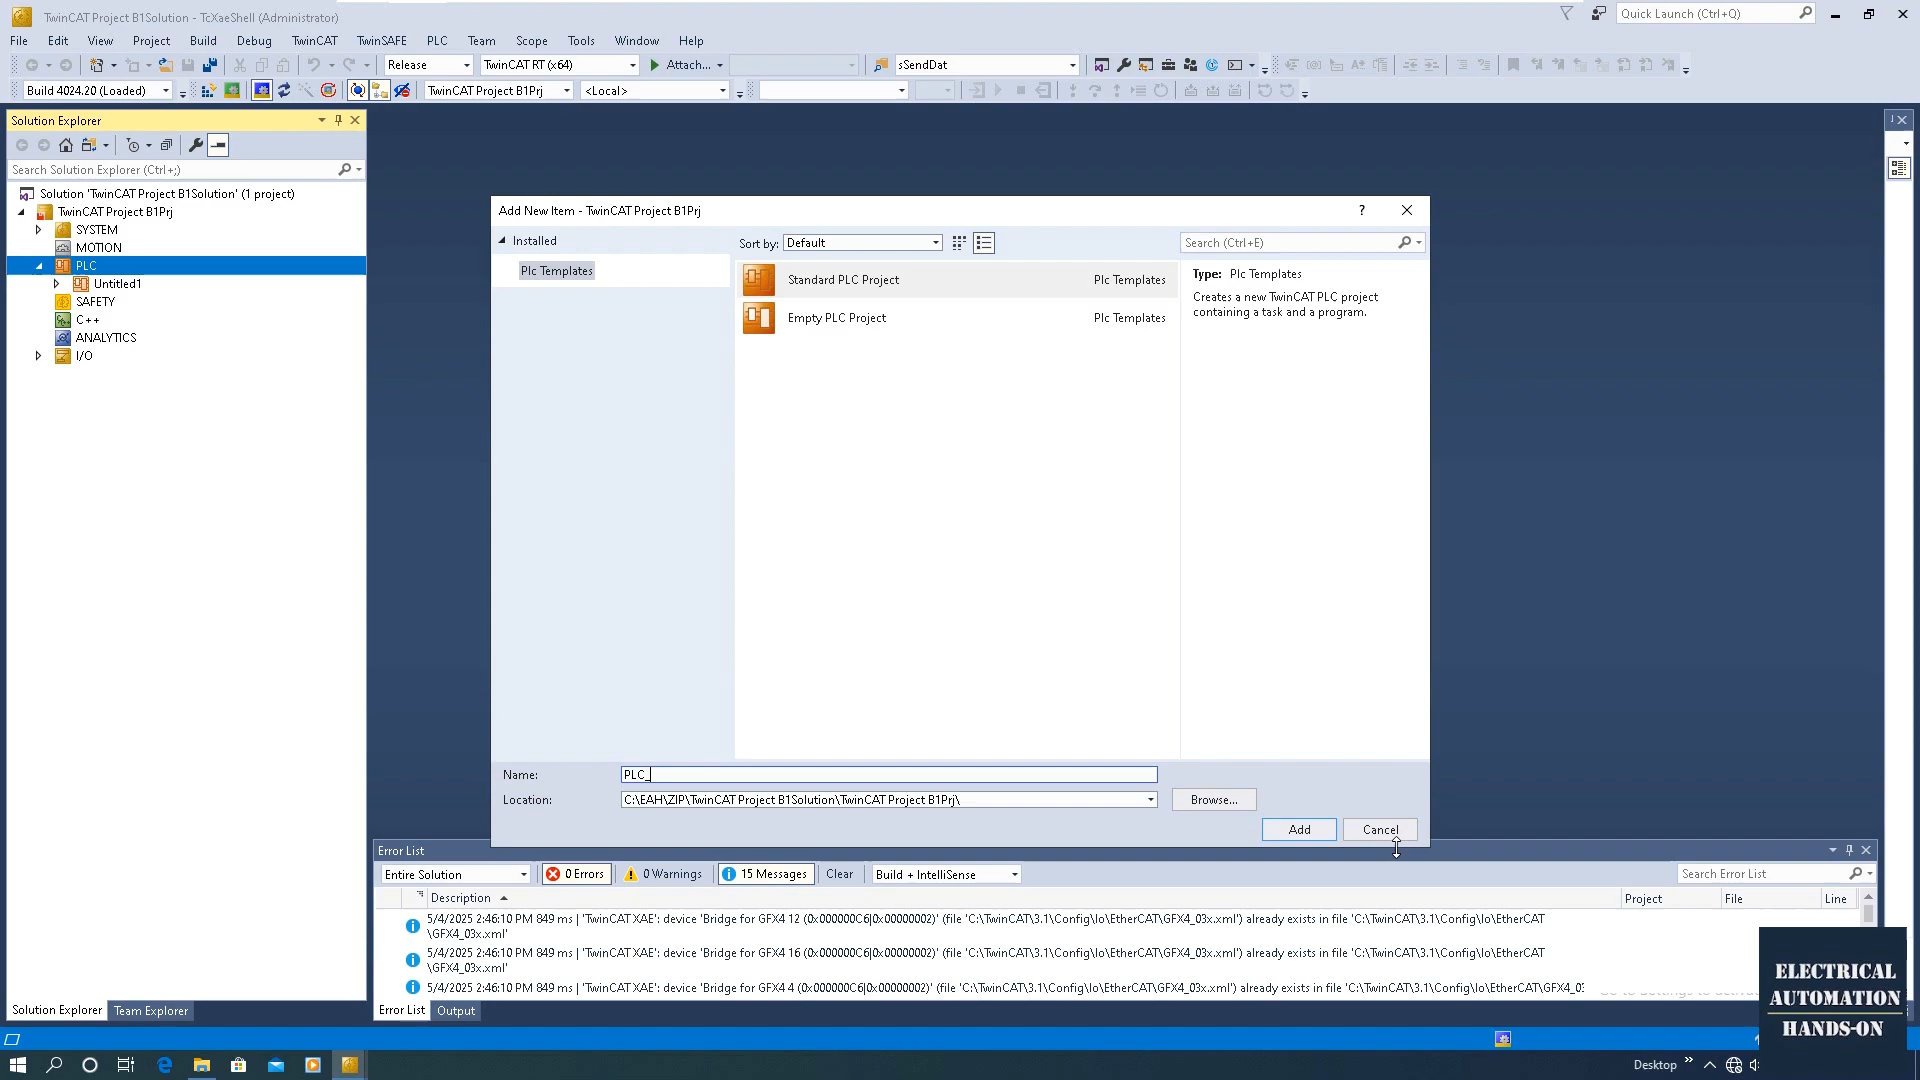 TwinCAT Project B1Solution - TcXaeShell (Administrator)
Quick Launch (Ctrl+Q)
File Edit View Project Build Debug TwinCAT TwinSAFE PLC Team Scope Tools Window Help
Release TwinCAT RT (x64) Attach... sSendDat
Build 4024.20 (Loaded) TwinCAT Project B1Prj <Local>
Solution Explorer
Search Solution Explorer (Ctrl+;)
Solution 'TwinCAT Project B1Solution' (1 project)
TwinCAT Project B1Prj
SYSTEM
MOTION
PLC
Untitled1
SAFETY
C++
ANALYTICS
I/O
Solution Explorer Team Explorer
Add New Item - TwinCAT Project B1Prj
Installed
Plc Templates
Sort by: Default
Search (Ctrl+E)
Standard PLC Project Plc Templates
Empty PLC Project Plc Templates
Type: Plc Templates
Creates a new TwinCAT PLC project
containing a task and a program.
Name: PLC_
Location: C:\EAH\ZIP\TwinCAT Project B1Solution\TwinCAT Project B1Prj\
Browse...
Add Cancel
Error List
Entire Solution 0 Errors 0 Warnings 15 Messages Clear Build + IntelliSense Search Error List
Description Project File Line
5/4/2025 2:46:10 PM 849 ms | 'TwinCAT XAE': device 'Bridge for GFX4 12 (0x000000C6|0x00000002)' (file 'C:\TwinCAT\3.1\Config\Io\EtherCAT\GFX4_03x.xml') already exists in file 'C:\TwinCAT\3.1\Config\Io\EtherCAT
\GFX4_03x.xml'
5/4/2025 2:46:10 PM 849 ms | 'TwinCAT XAE': device 'Bridge for GFX4 16 (0x000000C6|0x00000002)' (file 'C:\TwinCAT\3.1\Config\Io\EtherCAT\GFX4_03x.xml') already exists in file 'C:\TwinCAT\3.1\Config\Io\EtherCAT
\GFX4_03x.xml'
5/4/2025 2:46:10 PM 849 ms | 'TwinCAT XAE': device 'Bridge for GFX4 4 (0x000000C6|0x00000002)' (file 'C:\TwinCAT\3.1\Config\Io\EtherCAT\GFX4_03x.xml') already exists in file 'C:\TwinCAT\3.1\Config\Io\EtherCAT\GFX4_03
Error List Output
ELECTRICAL
AUTOMATION
HANDS-ON
Desktop